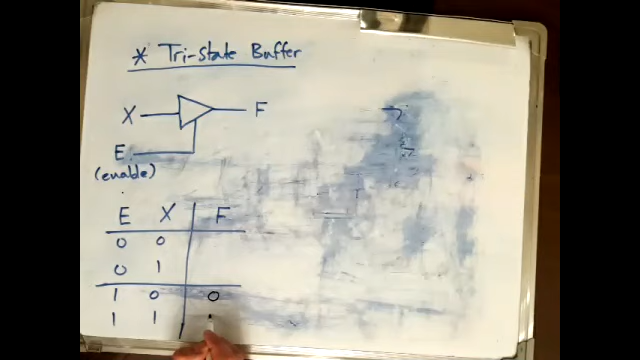 * Tri-state Buffer
X F
E
(enable)
E X F
0 0
0 1
1 0 0
1 1